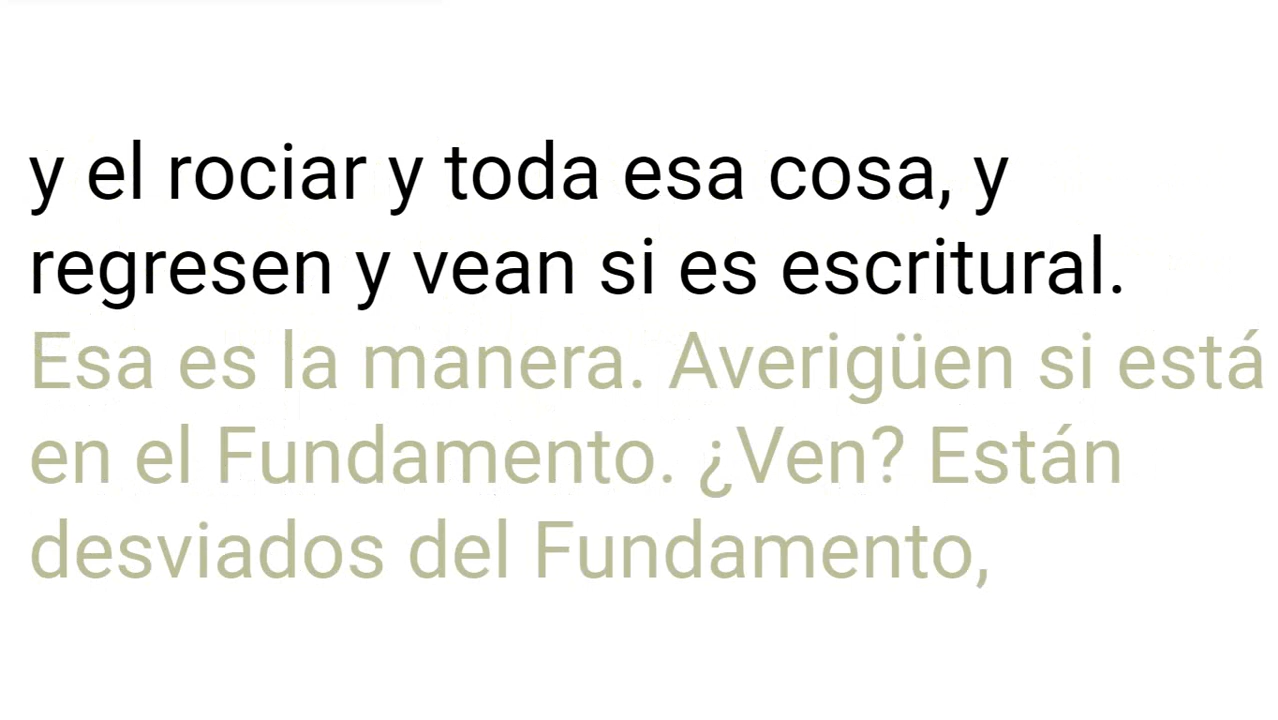 y el rociar y toda esa cosa, y
regresen y vean si es escritural.
Esa es la manera. Averigüen si está
en el Fundamento. ¿Ven? Están
desviados del Fundamento,